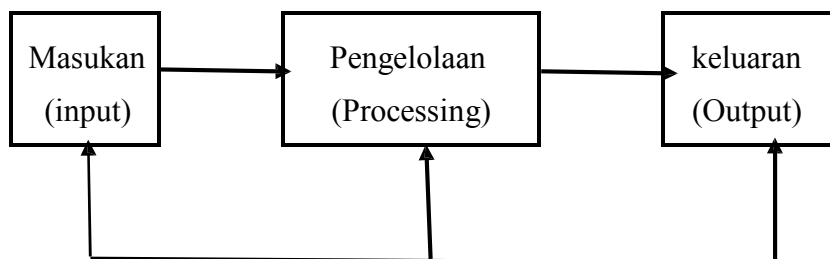 Masukan
(input)
Pengelolaan
(Processing)
keluaran
(Output)